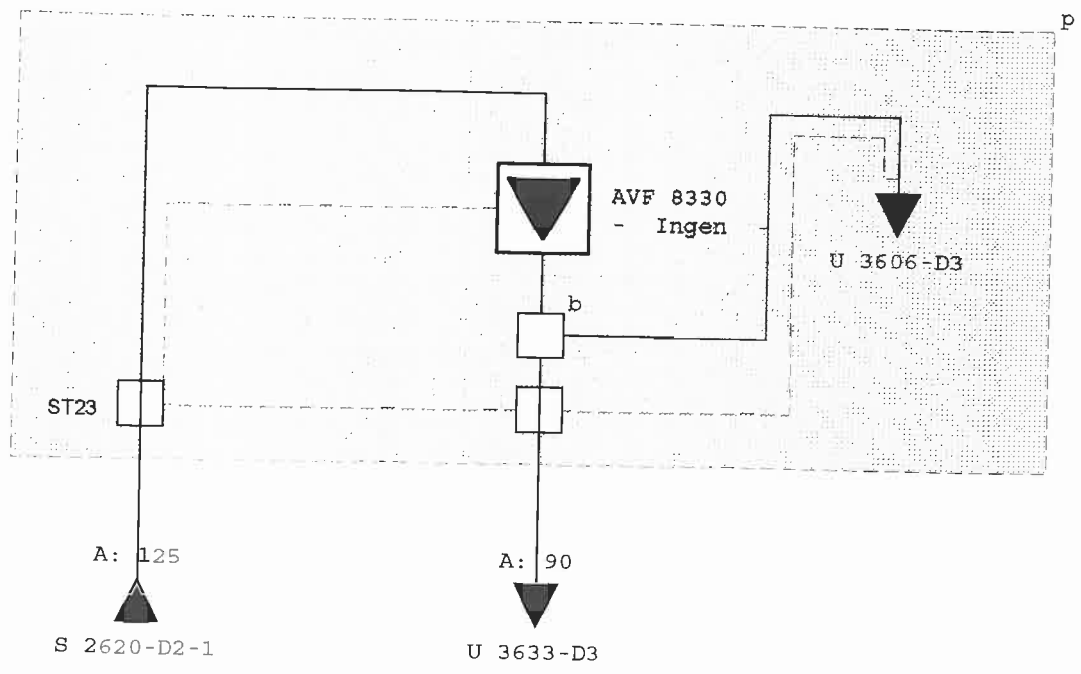 p
AVF 8330
- Ingen
U 3606-D3
b
ST23
A: 125
A: 90
S 2620-D2-1
U 3633-D3